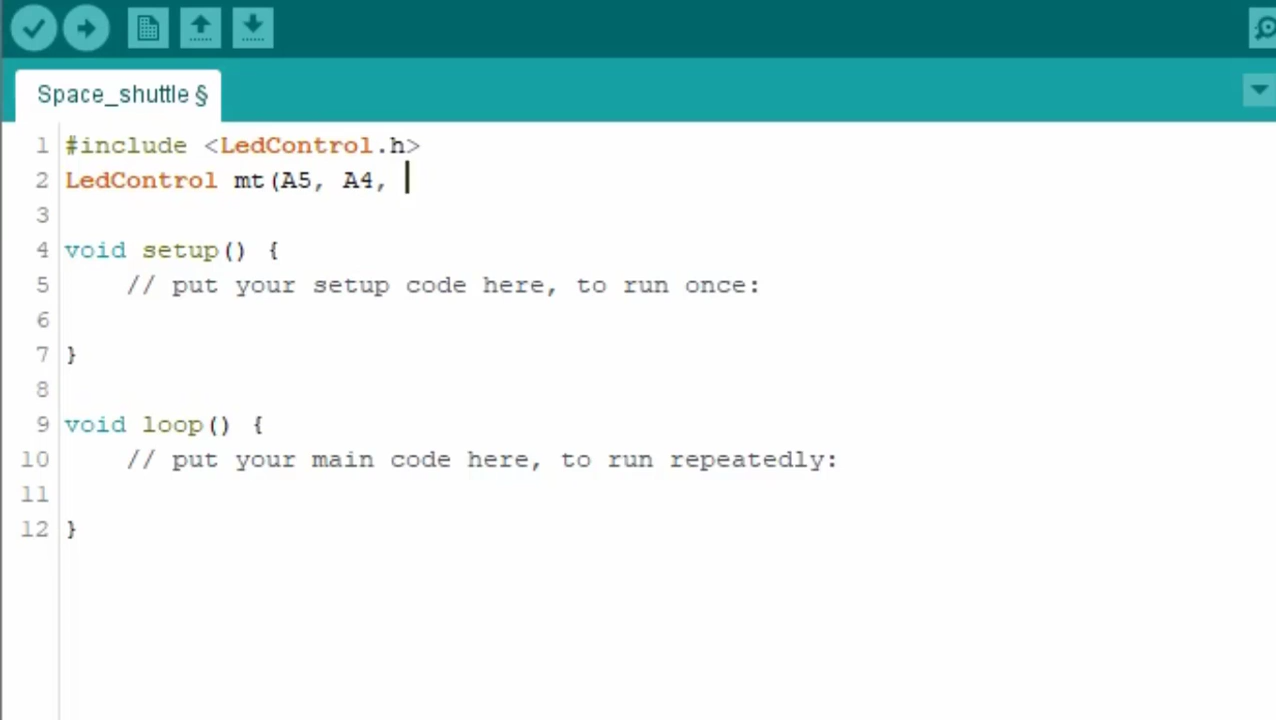 Space_shuttle §
1 #include <LedControl.h>
2 LedControl mt(A5, A4,
3
4 void setup() {
5     // put your setup code here, to run once:
6
7 }
8
9 void loop() {
10     // put your main code here, to run repeatedly:
11
12 }